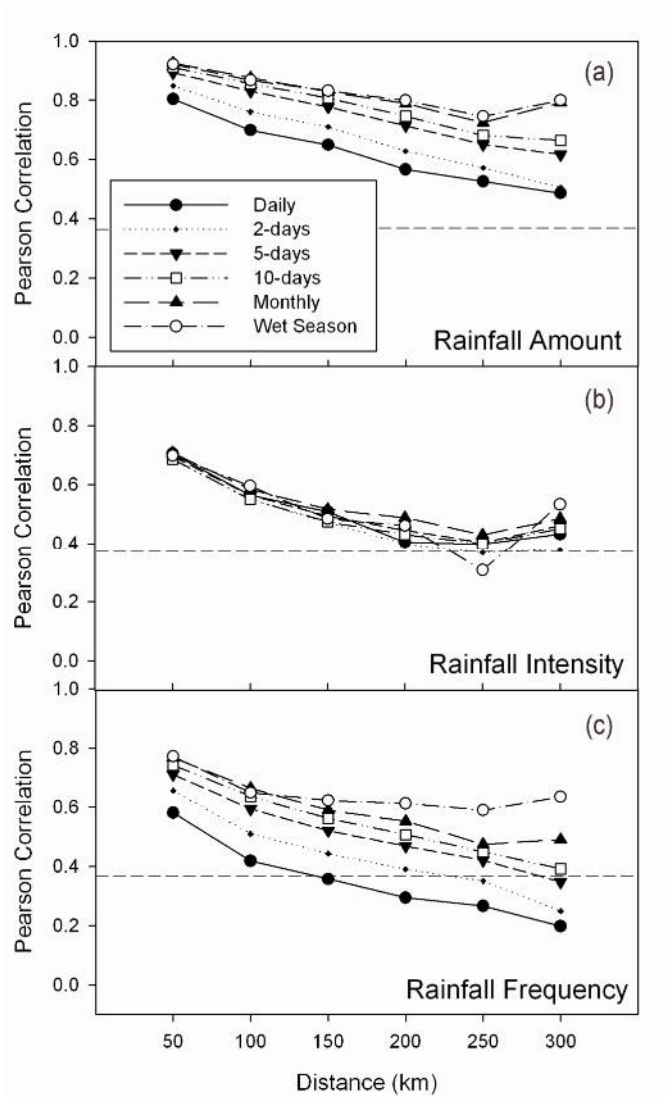 1.0
(a)
0.8
0.6
0.4
0.2
0.0
Pearson Correlation
Daily
2-days
5-days
10-days
Monthly
Wet Season
Rainfall Amount
1.0
(b)
0.8
0.6
0.4
0.2
0.0
Pearson Correlation
Rainfall Intensity
1.0
(c)
0.8
0.6
0.4
0.2
0.0
Pearson Correlation
Rainfall Frequency
50 100 150 200 250 300
Distance (km)